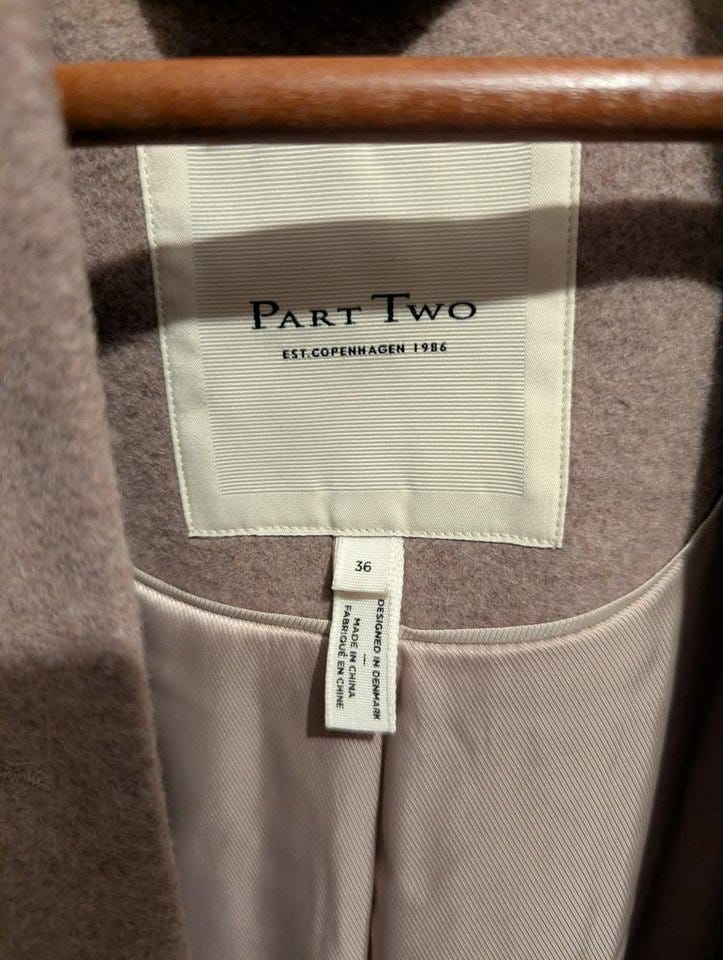 PART TWO
EST.COPENHAGEN 1986
36
DESIGNED IN DENMARK
–
MADE IN CHINA
FABRIQUÉ EN CHINE